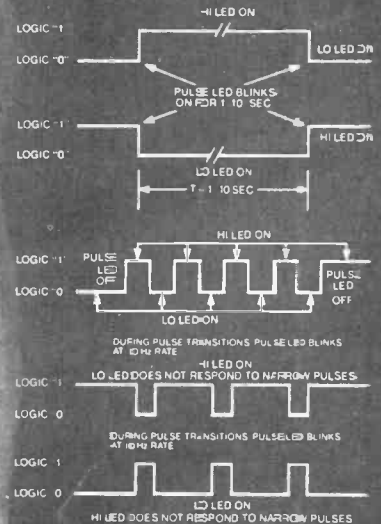 HI LED ON
LOGIC "1"
LOGIC "0"
LO LED ON
PULSE LED BLINKS
ON FOR 1 10 SEC
LOGIC "1"
LOGIC "0"
HI LED ON
LO LED ON
T - 1 10 SEC
HI LED ON
LOGIC "1"
PULSE
LED
OFF
PULSE
LED
OFF
LOGIC "0"
LO LED ON
DURING PULSE TRANSITIONS PULSE LED BLINKS
AT 10 Hz RATE
HI LED ON
LO LED DOES NOT RESPOND TO NARROW PULSES
LOGIC 1
LOGIC 0
DURING PULSE TRANSITIONS PULSE LED BLINKS
AT 10 Hz RATE
LOGIC 1
LOGIC 0
LO LED ON
HI LED DOES NOT RESPOND TO NARROW PULSES